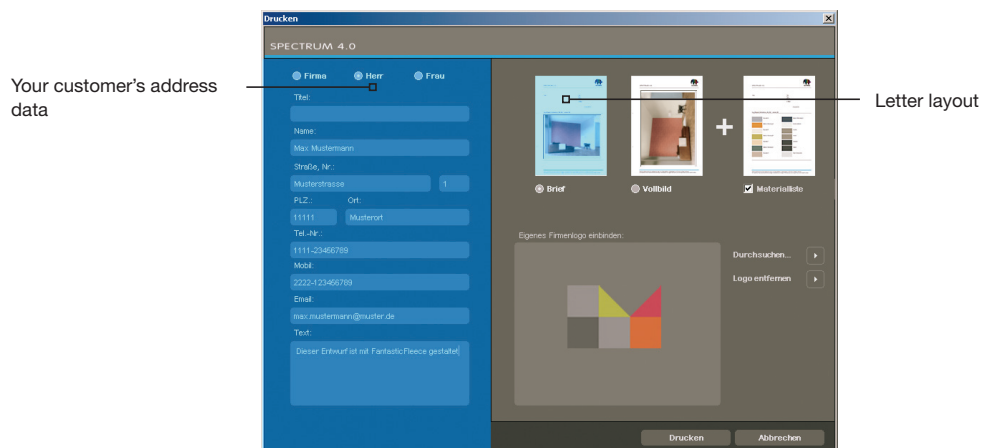 Drucken
SPECTRUM 4.0
Your customer's address
data
Firma Herr Frau
Titel:
Name:
Max Mustermann
Straße, Nr.:
Musterstrasse 1
PLZ.: Ort:
11111 Musterort
Tel.-Nr.:
1111-23456789
Mobil:
2222-123456789
Email:
max.mustermann@muster.de
Text:
Dieser Entwurf ist mit FantasticFleece gestaltet
Letter layout
+
Brief Vollbild Materialliste
Eigenes Firmenlogo einbinden:
Durchsuchen...
Logo entfernen
Drucken Abbrechen